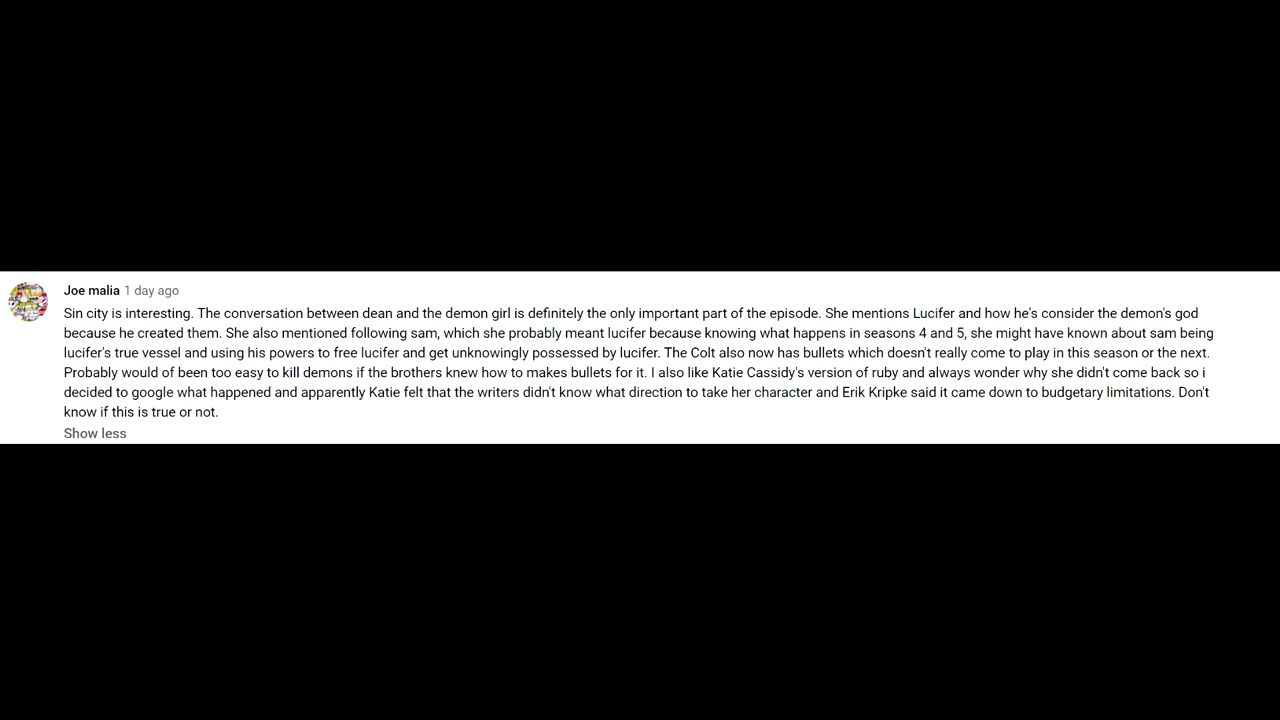 Joe malia 1 day ago
Sin city is interesting. The conversation between dean and the demon girl is definitely the only important part of the episode. She mentions Lucifer and how he's consider the demon's god
because he created them. She also mentioned following sam, which she probably meant lucifer because knowing what happens in seasons 4 and 5, she might have known about sam being
lucifer's true vessel and using his powers to free lucifer and get unknowingly possessed by lucifer. The Colt also now has bullets which doesn't really come to play in this season or the next.
Probably would of been too easy to kill demons if the brothers knew how to makes bullets for it. I also like Katie Cassidy's version of ruby and always wonder why she didn't come back so i
decided to google what happened and apparently Katie felt that the writers didn't know what direction to take her character and Erik Kripke said it came down to budgetary limitations. Don't
know if this is true or not.
Show less